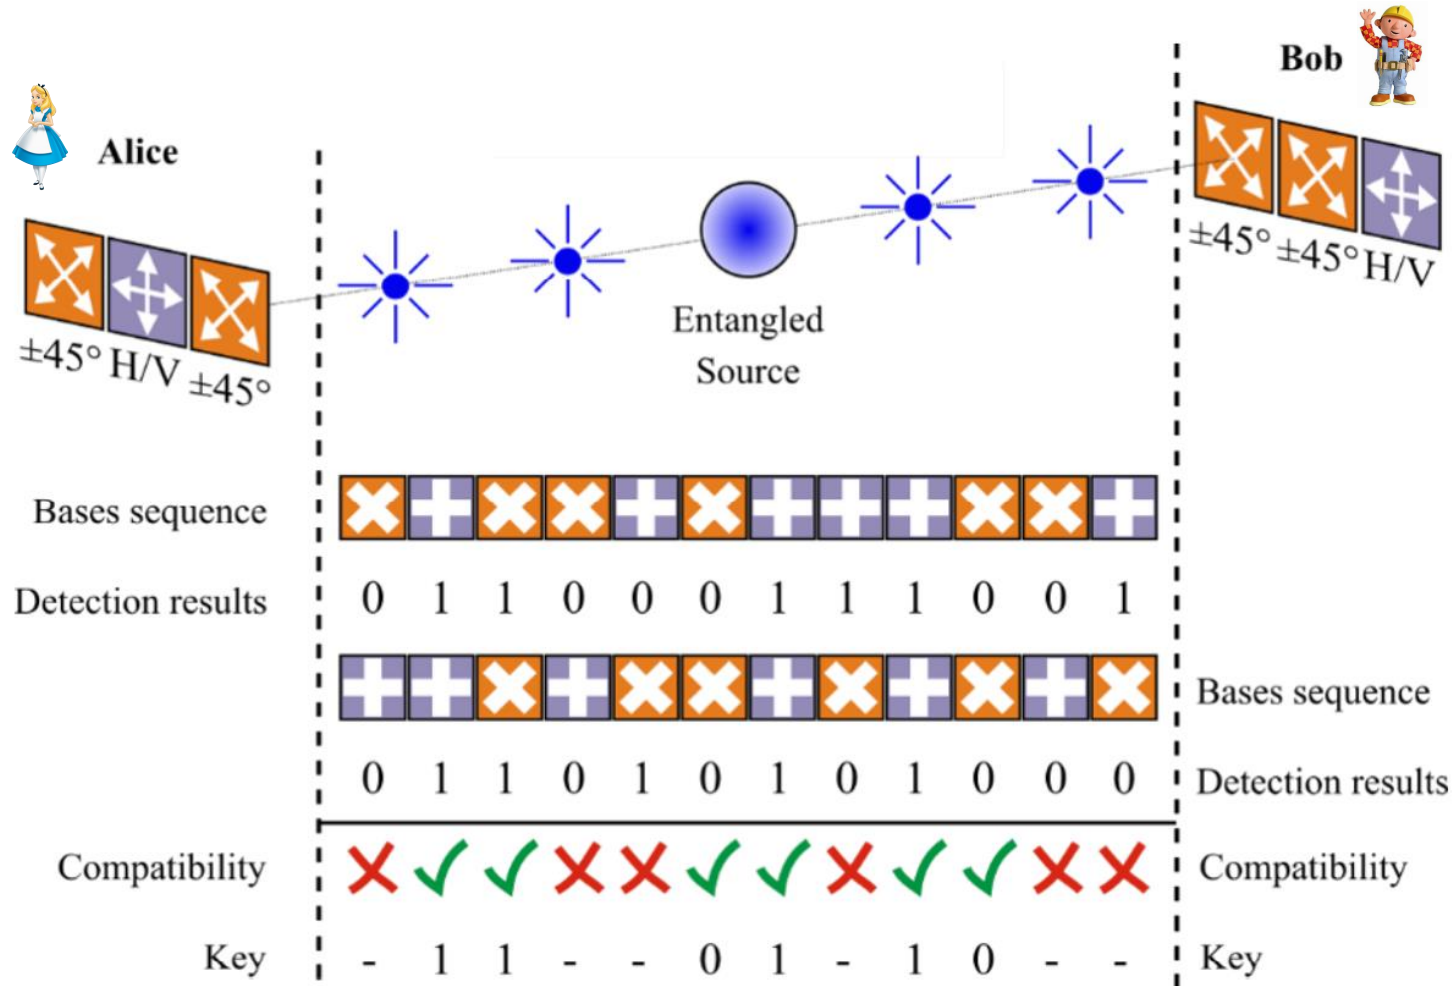 Bob
Alice
±45° ±45° H/V
±45° H/V ±45°
Entangled
Source
Bases sequence
Detection results 0 1 1 0 0 0 1 1 1 0 0 1
Bases sequence
0 1 1 0 1 0 1 0 1 0 0 0 Detection results
Compatibility Compatibility
Key - 1 1 - - 0 1 - 1 0 - - Key